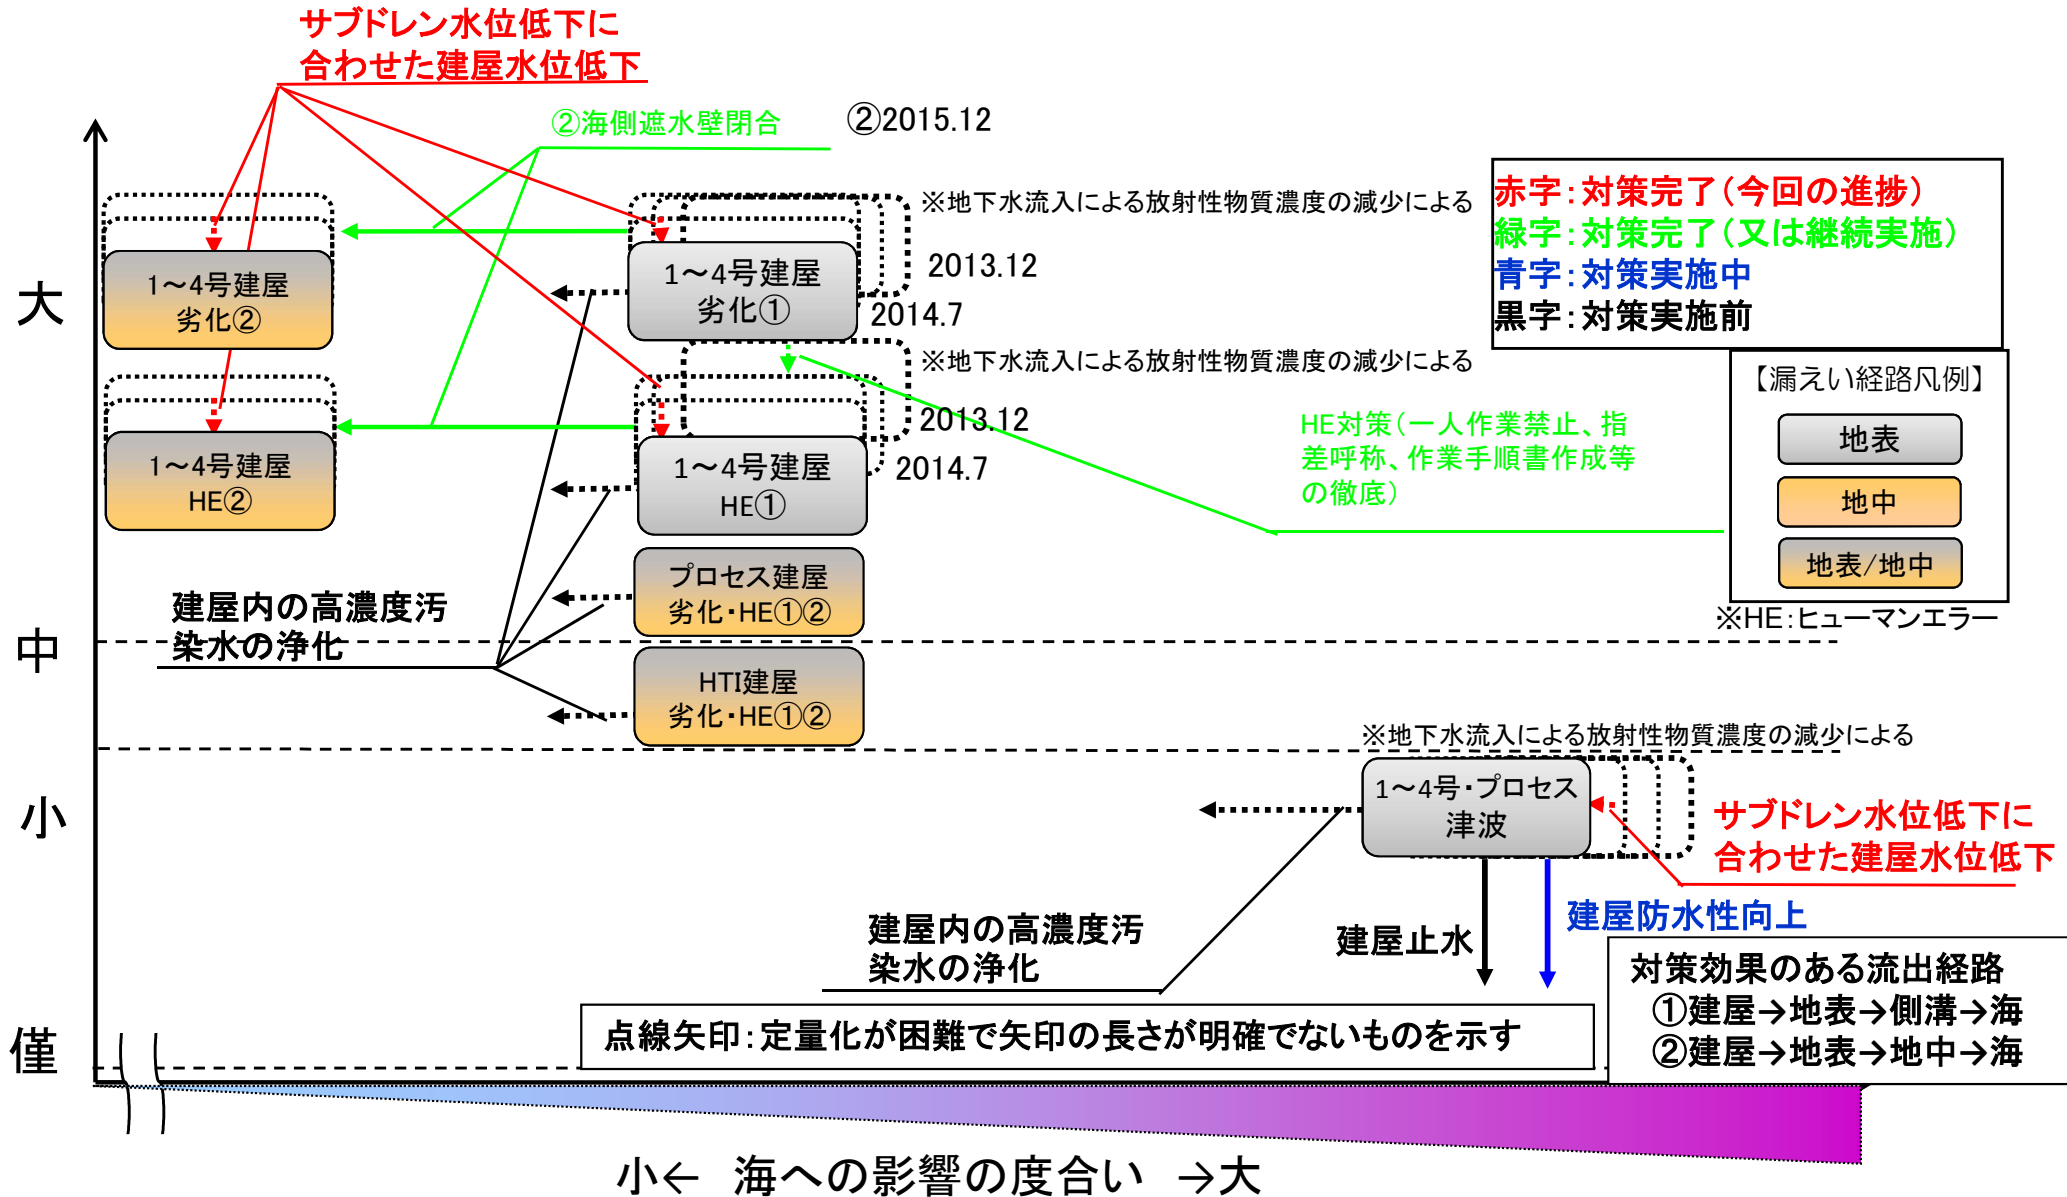 サブドレン水位低下に
合わせた建屋水位低下
②海側遮水壁閉合
②2015.12
※地下水流入による放射性物質濃度の減少による
赤字：対策完了（今回の進捗）
緑字：対策完了（又は継続実施）
青字：対策実施中
黒字：対策実施前
大
1～4号建屋
劣化②
1～4号建屋
劣化①
2013.12
2014.7
※地下水流入による放射性物質濃度の減少による
【漏えい経路凡例】
地表
地中
地表/地中
※HE：ヒューマンエラー
1～4号建屋
HE②
1～4号建屋
HE①
2013.12
2014.7
HE対策（一人作業禁止、指
差呼称、作業手順書作成等
の徹底）
プロセス建屋
劣化・HE①②
建屋内の高濃度汚
染水の浄化
中
HTI建屋
劣化・HE①②
※地下水流入による放射性物質濃度の減少による
小
1～4号・プロセス
津波
サブドレン水位低下に
合わせた建屋水位低下
建屋内の高濃度汚
染水の浄化
建屋止水
建屋防水性向上
対策効果のある流出経路
①建屋→地表→側溝→海
②建屋→地表→地中→海
点線矢印：定量化が困難で矢印の長さが明確でないものを示す
僅
小← 海への影響の度合い →大